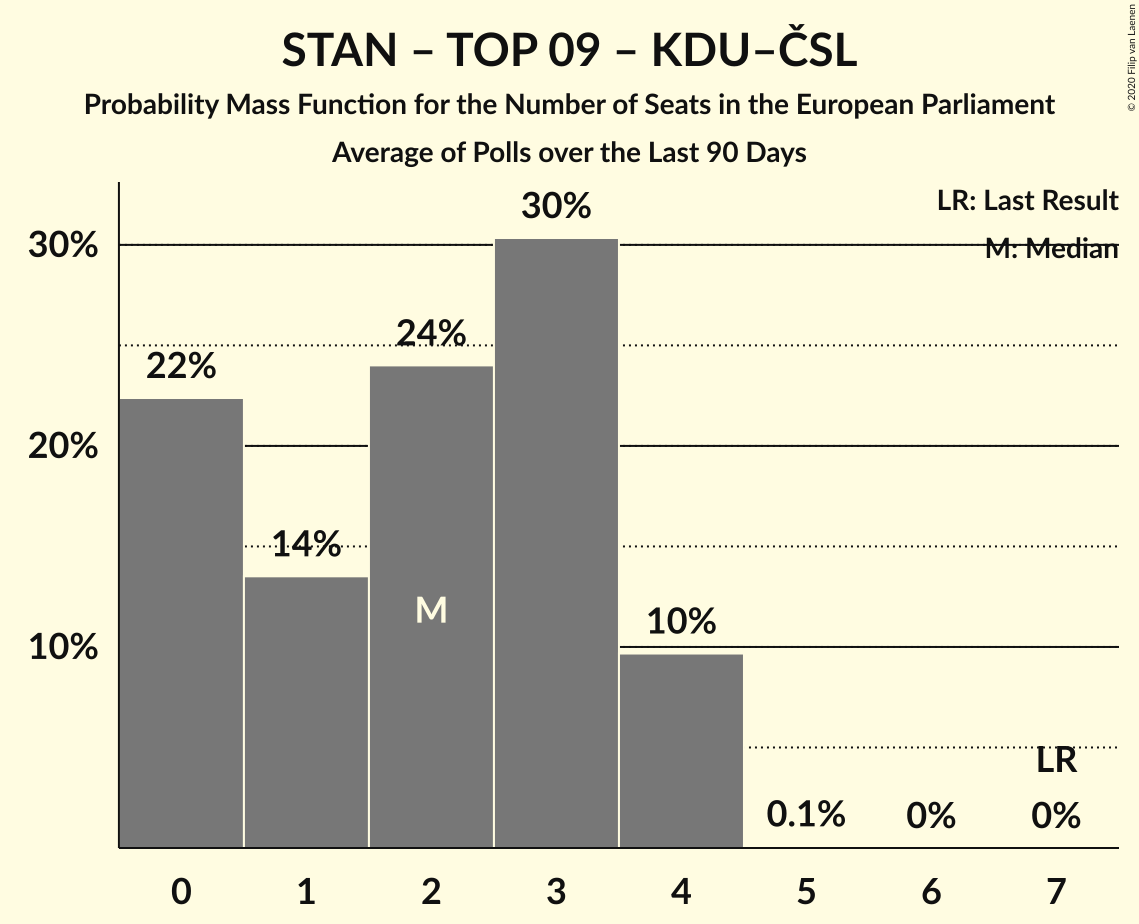 STAN – TOP 09 – KDU–ČSL
Probability Mass Function for the Number of Seats in the European Parliament
Average of Polls over the Last 90 Days
© 2020 Filip van Laenen
LR: Last Result
M: Median
30%
20%
10%
22%
14%
24%
30%
10%
0.1%
0%
0%
M
LR
0 1 2 3 4 5 6 7